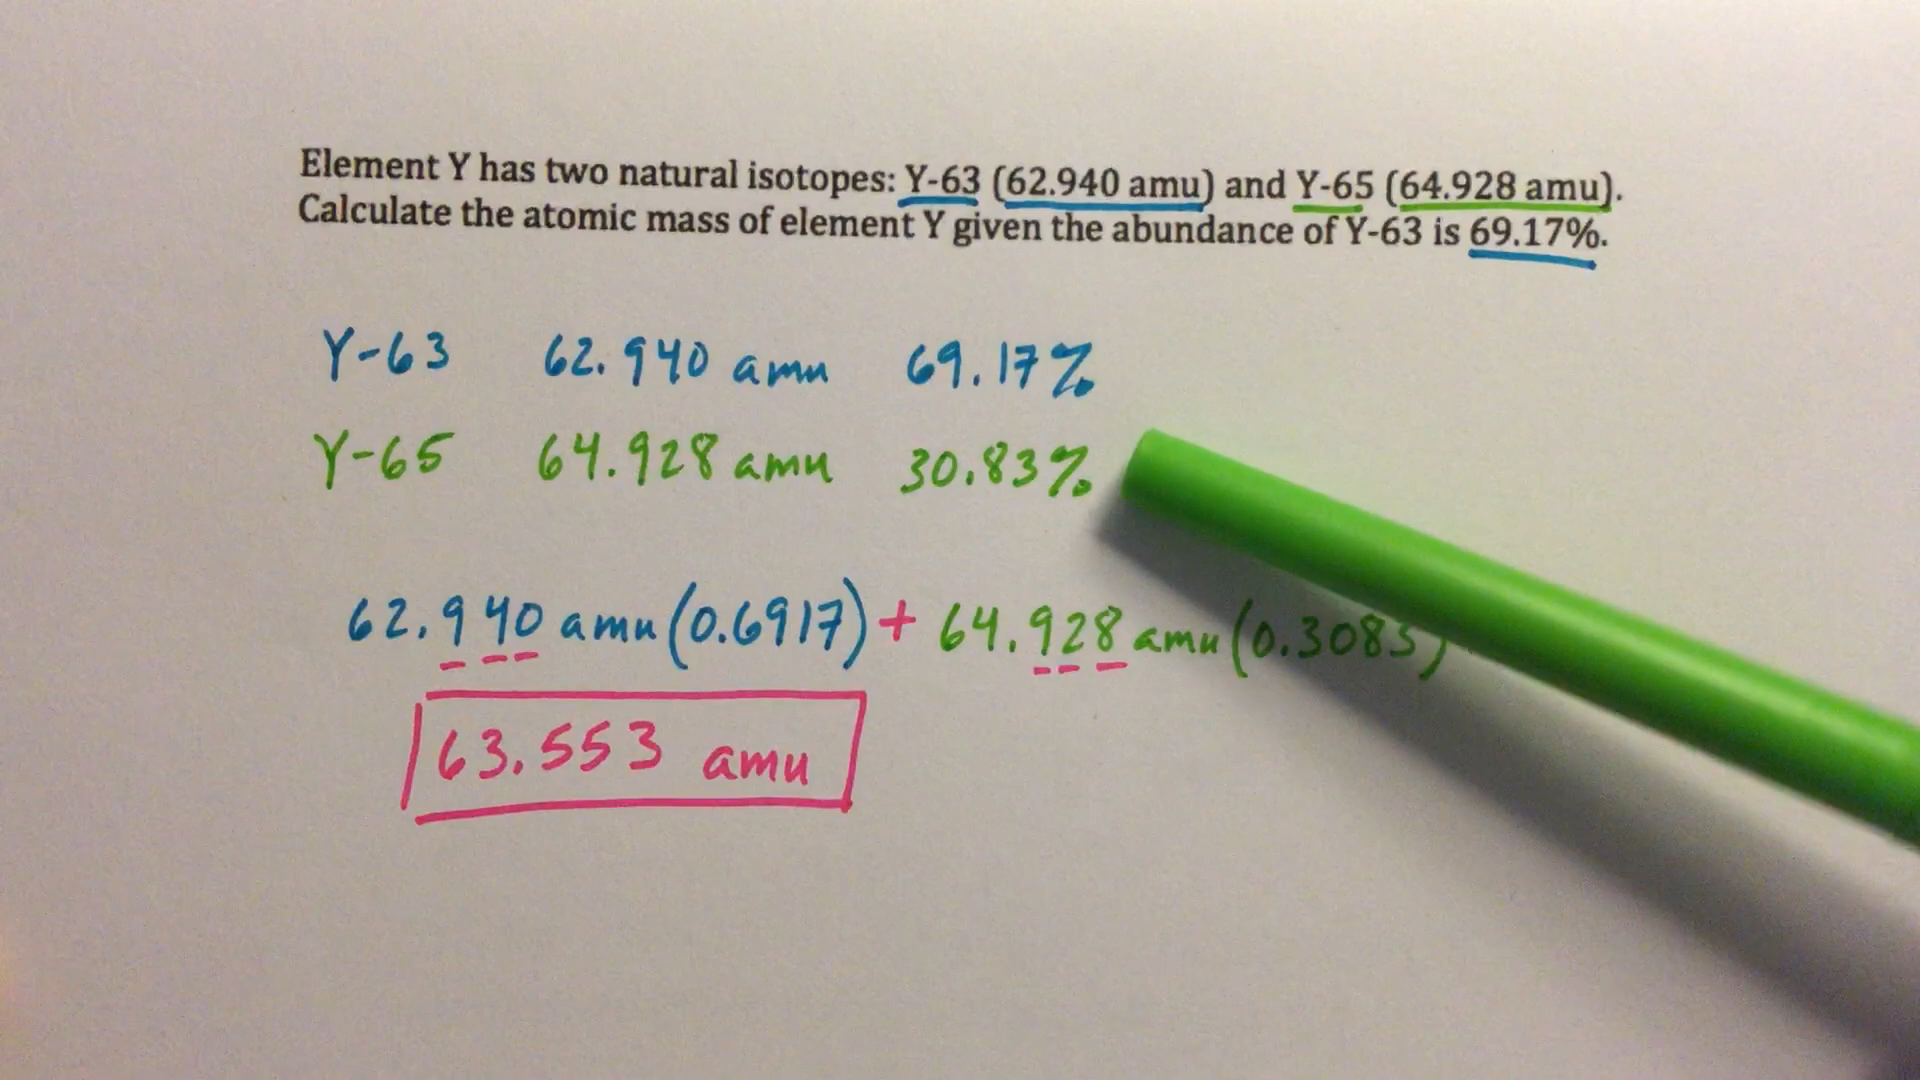 Element Y has two natural isotopes: Y-63 (62.940 amu) and Y-65 (64.928 amu).
Calculate the atomic mass of element Y given the abundance of Y-63 is 69.17%.
Y-63 62.940 amu 69.17%
Y-65 64.928 amu 30.83%
62.940 amu (0.6917) + 64.928 amu (0.3083)
63.553 amu